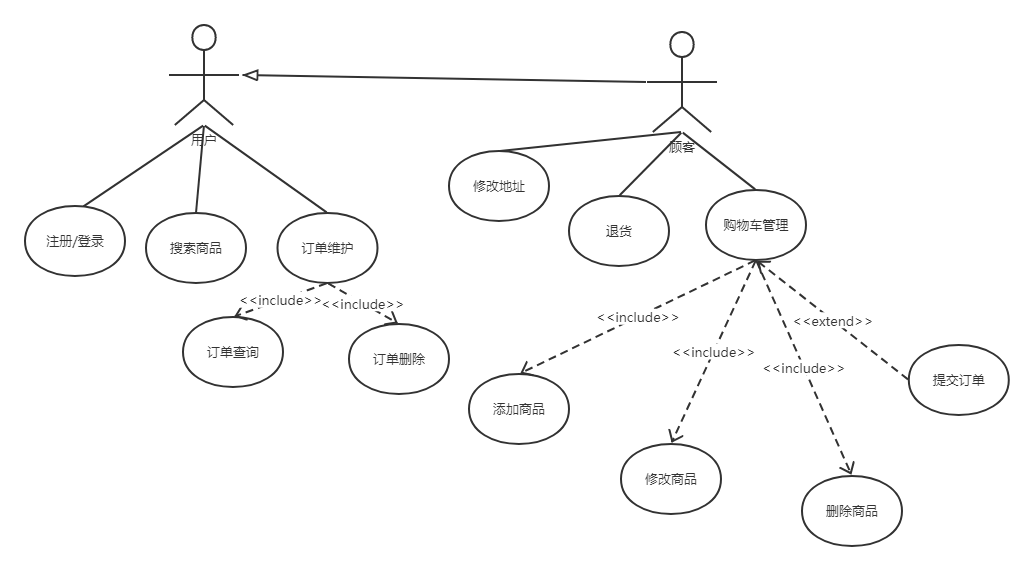 用户
顾客
修改地址
退货
购物车管理
注册/登录
搜索商品
订单维护
<<include>>
<<include>>
订单查询
订单删除
<<include>>
<<extend>>
<<include>>
<<include>>
提交订单
添加商品
修改商品
删除商品